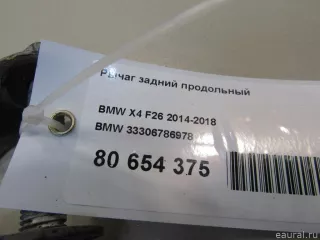 Рычаг задний продольный
BMW X4 F26 2014-2018
BMW 33306786978
80 654 375
eaural.ru